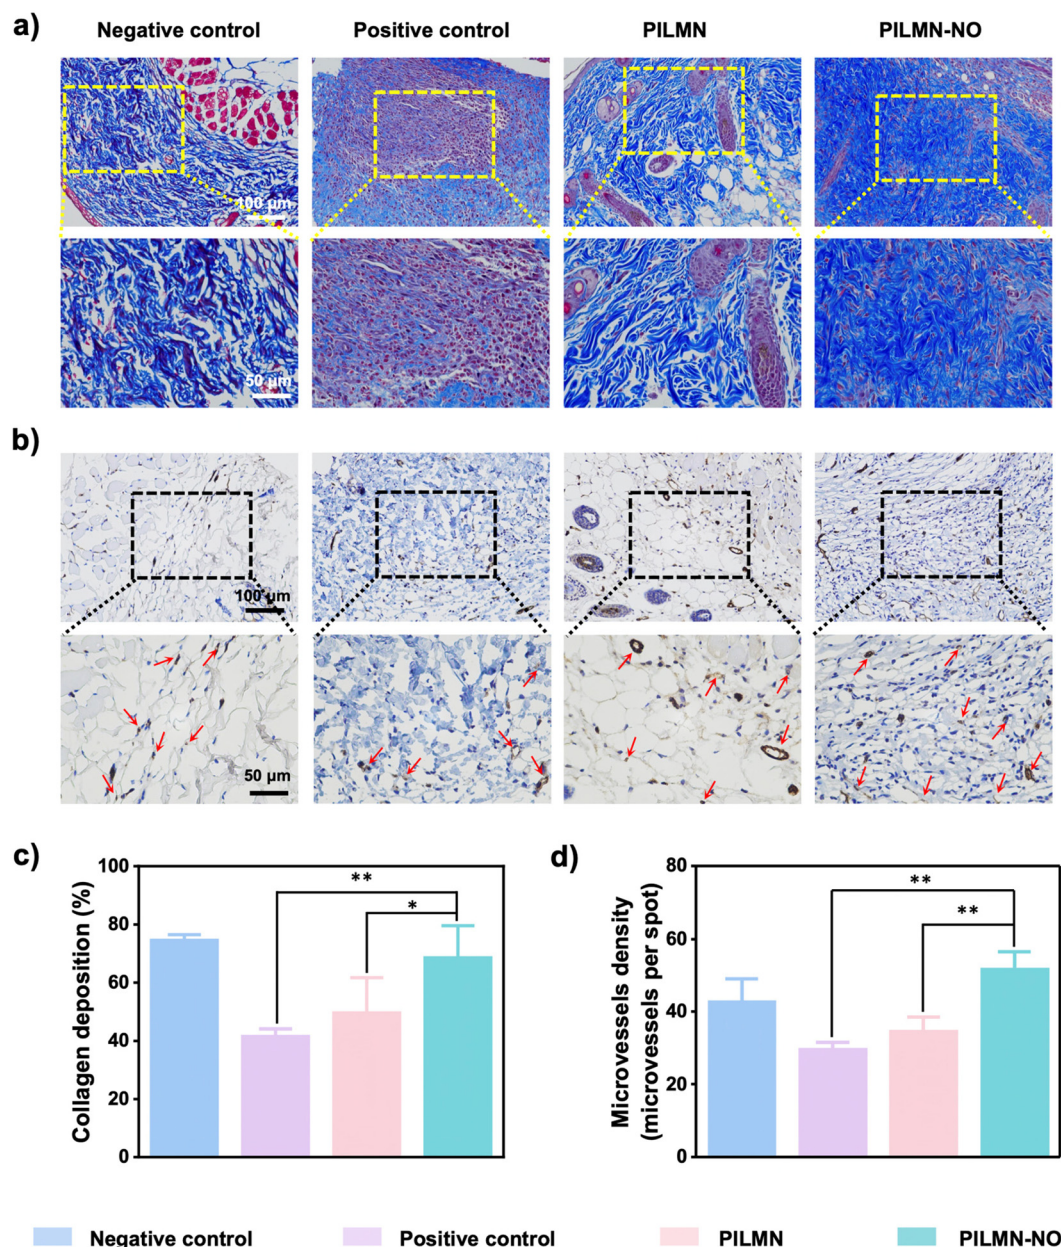 a)
Negative control
Positive control
PILMN
PILMN-NO
100 μm
50 μm
b)
100 μm
50 μm
c)
Collagen deposition (%)
100
80
60
40
20
0
**
*
d)
Microvessels density
(microvessels per spot)
80
60
40
20
0
**
**
Negative control
Positive control
PILMN
PILMN-NO